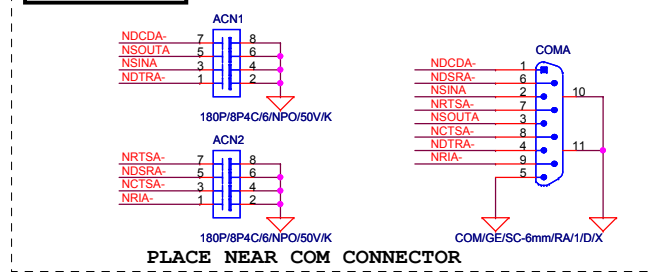 ACN1
NDCDA- 7 8
NSOUTA 5 6
NSINA 3 4
NDTRA- 1 2
180P/8P4C/6/NPO/50V/K
ACN2
NRTSA- 7 8
NDSRA- 5 6
NCTSA- 3 4
NRIA- 1 2
180P/8P4C/6/NPO/50V/K
COMA
NDCDA- 1
NDSRA- 6
NSINA 2 10
NRTSA- 7
NSOUTA 3
NCTSA- 8
NDTRA- 4 11
NRIA- 9
5
COM/GE/SC-6mm/RA/1/D/X
PLACE NEAR COM CONNECTOR